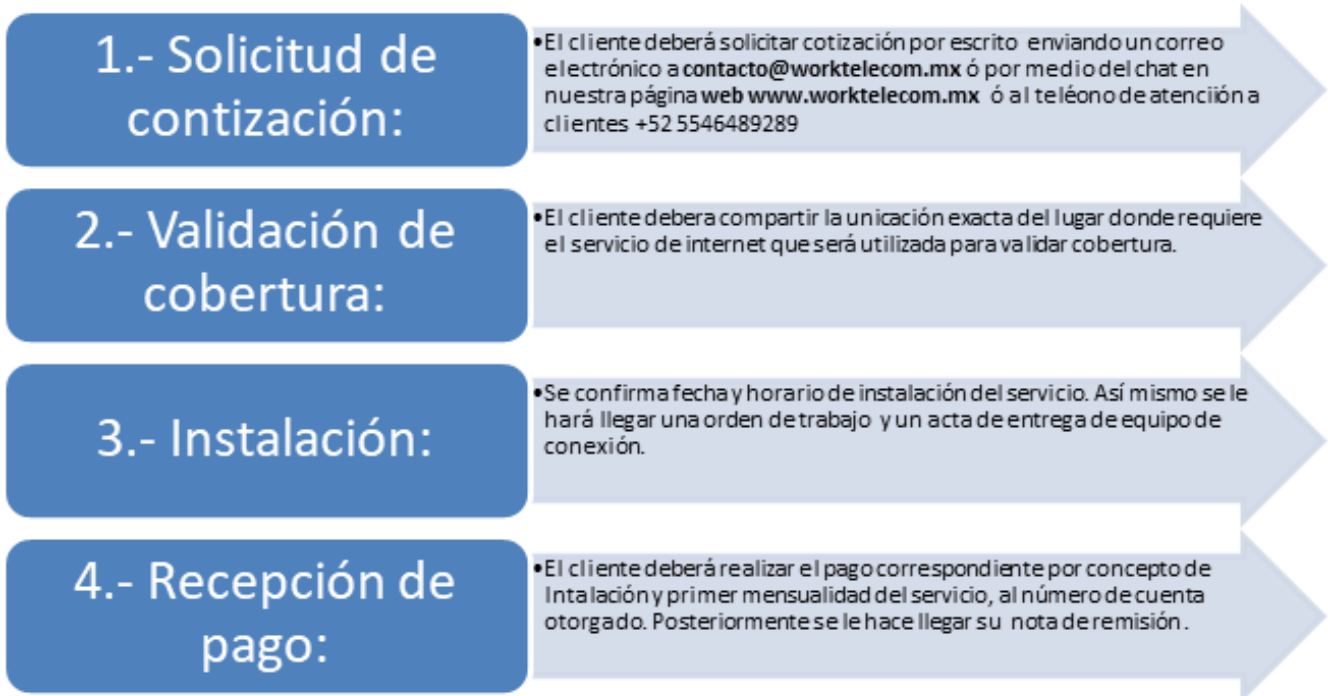 1.- Solicitud de
contización:
•El cliente deberá solicitar cotización por escrito enviando un correo
electrónico a contacto@worktelecom.mx ó por medio del chat en
nuestra página web www.worktelecom.mx ó al teléono de atenciión a
clientes +52 5546489289
2.- Validación de
cobertura:
•El cliente debera compartir la unicación exacta del lugar donde requiere
el servicio de internet que será utilizada para validar cobertura.
3.- Instalación:
•Se confirma fecha y horario de instalación del servicio. Así mismo se le
hará llegar una orden de trabajo y un acta de entrega de equipo de
conexión.
4.- Recepción de
pago:
•El cliente deberá realizar el pago correspondiente por concepto de
Intalación y primer mensualidad del servicio, al número de cuenta
otorgado. Posteriormente se le hace llegar su nota de remisión.